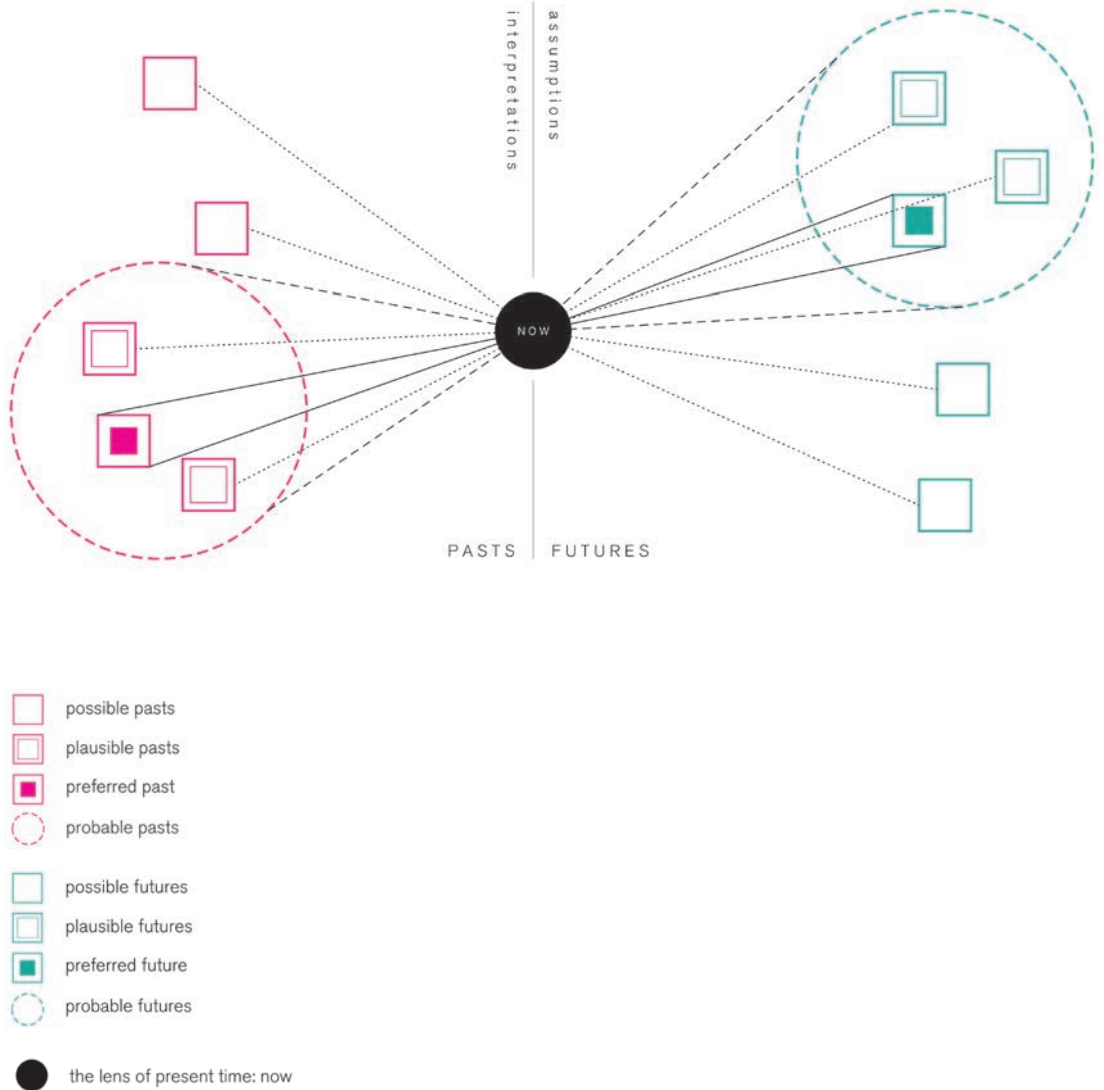 interpretations
assumptions
NOW
PASTS
FUTURES
possible pasts
plausible pasts
preferred past
probable pasts
possible futures
plausible futures
preferred future
probable futures
the lens of present time: now